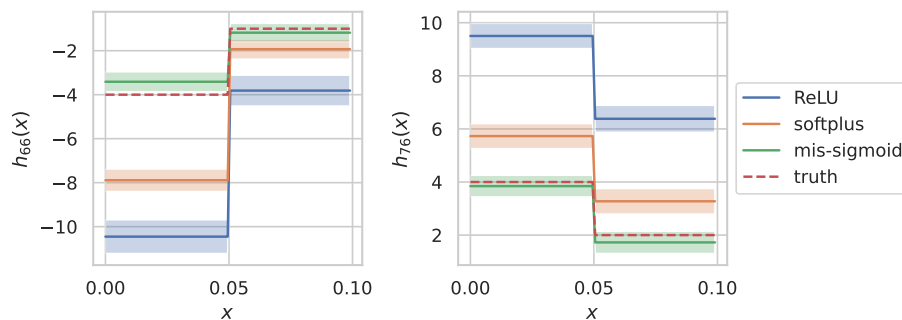 −2
−4
−6
−8
−10
h66(x)
0.00
0.05
0.10
x
10
8
6
4
2
h76(x)
0.00
0.05
0.10
x
ReLU
softplus
mis-sigmoid
truth